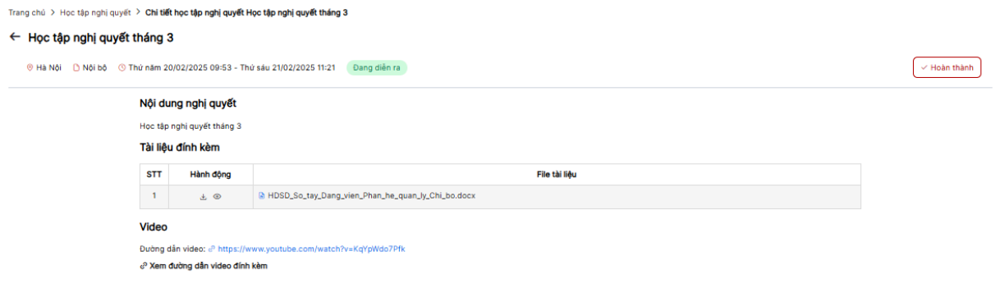 Trang chủ > Học tập nghị quyết > Chi tiết học tập nghị quyết Học tập nghị quyết tháng 3
← Học tập nghị quyết tháng 3
Hà Nội Nội bộ Thứ năm 20/02/2025 09:53 - Thứ sáu 21/02/2025 11:21 Đang diễn ra Hoàn thành
Nội dung nghị quyết
Học tập nghị quyết tháng 3
Tài liệu đính kèm
STT Hành động File tài liệu
1 HDSD_So_tay_Dang_vien_Phan_he_quan_ly_Chi_bo.docx
Video
Đường dẫn video: https://www.youtube.com/watch?v=KqYpWdo7Pfk
Xem đường dẫn video đính kèm